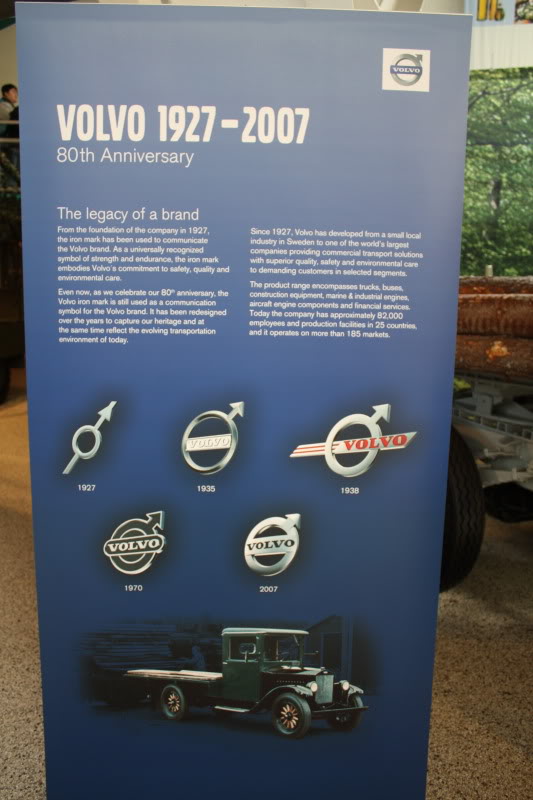 VOLVO
VOLVO 1927-2007
80th Anniversary
The legacy of a brand
From the foundation of the company in 1927,
the iron mark has been used to communicate
the Volvo brand. As a universally recognized
symbol of strength and endurance, the iron mark
embodies Volvo's commitment to safety, quality and
environmental care.
Even now, as we celebrate our 80th anniversary, the
Volvo iron mark is still used as a communication
symbol for the Volvo brand. It has been redesigned
over the years to capture our heritage and at
the same time reflect the evolving transportation
environment of today.
Since 1927, Volvo has developed from a small local
industry in Sweden to one of the world's largest
companies providing commercial transport solutions
with superior quality, safety and environmental care
to demanding customers in selected segments.
The product range encompasses trucks, buses,
construction equipment, marine & industrial engines,
aircraft engine components and financial services.
Today the company has approximately 82,000
employees and production facilities in 25 countries,
and it operates on more than 185 markets.
1927
VOLVO
1935
VOLVO
1938
VOLVO
1970
VOLVO
2007